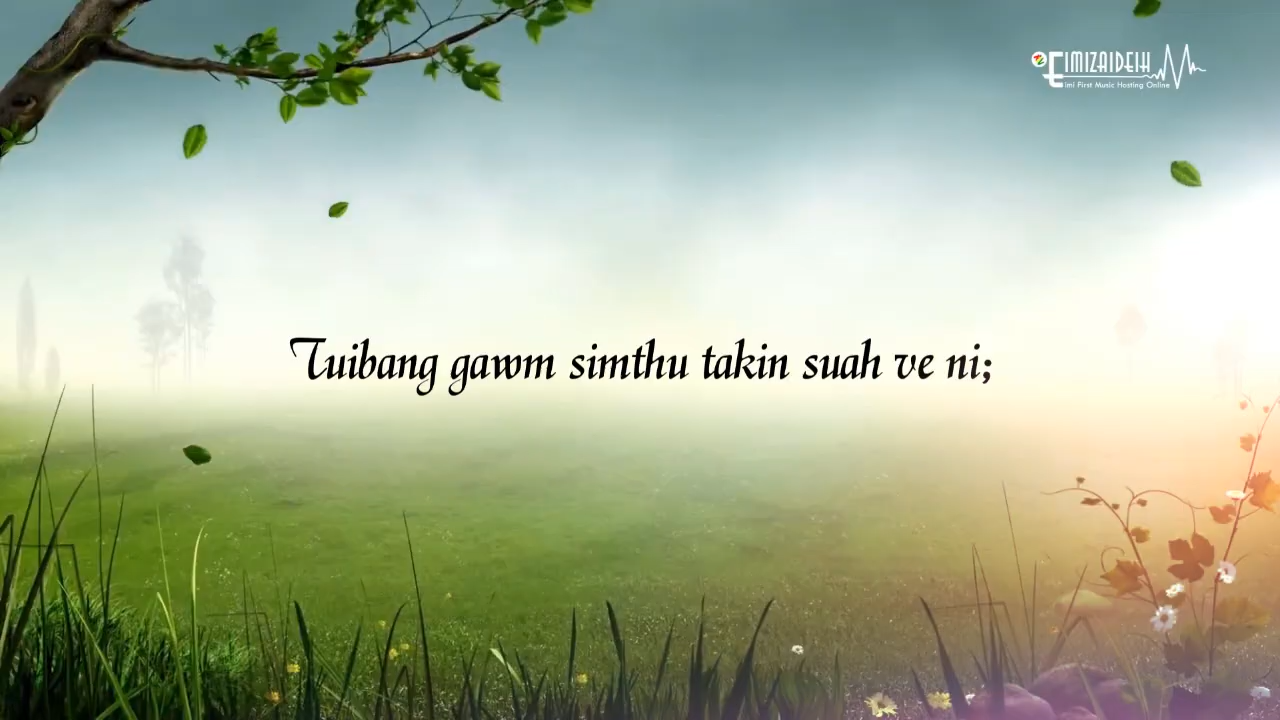 EIMIZAIDEIH
Eimi First Music Hosting Online
Tuibang gawm simthu takin suah ve ni;